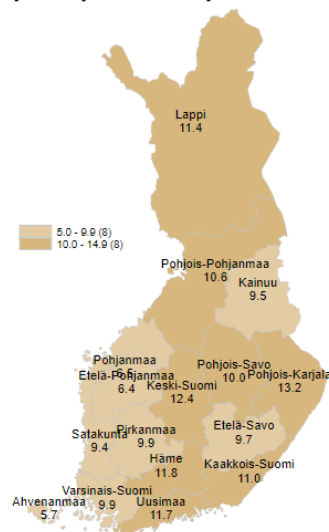 Lappi
11.4
5.0 - 9.9 (8)
10.0 - 14.9 (8)
Pohjois-Pohjanmaa
10.6
Kainuu
9.5
Pohjanmaa
6.5
Etelä-Pohjanmaa
6.4
Keski-Suomi
12.4
Pohjois-Savo
10.0
Pohjois-Karjala
13.2
Satakunta
9.4
Pirkanmaa
9.9
Etelä-Savo
9.7
Häme
11.8
Kaakkois-Suomi
11.0
Ahvenanmaa
5.7
Varsinais-Suomi
9.9
Uusimaa
11.7